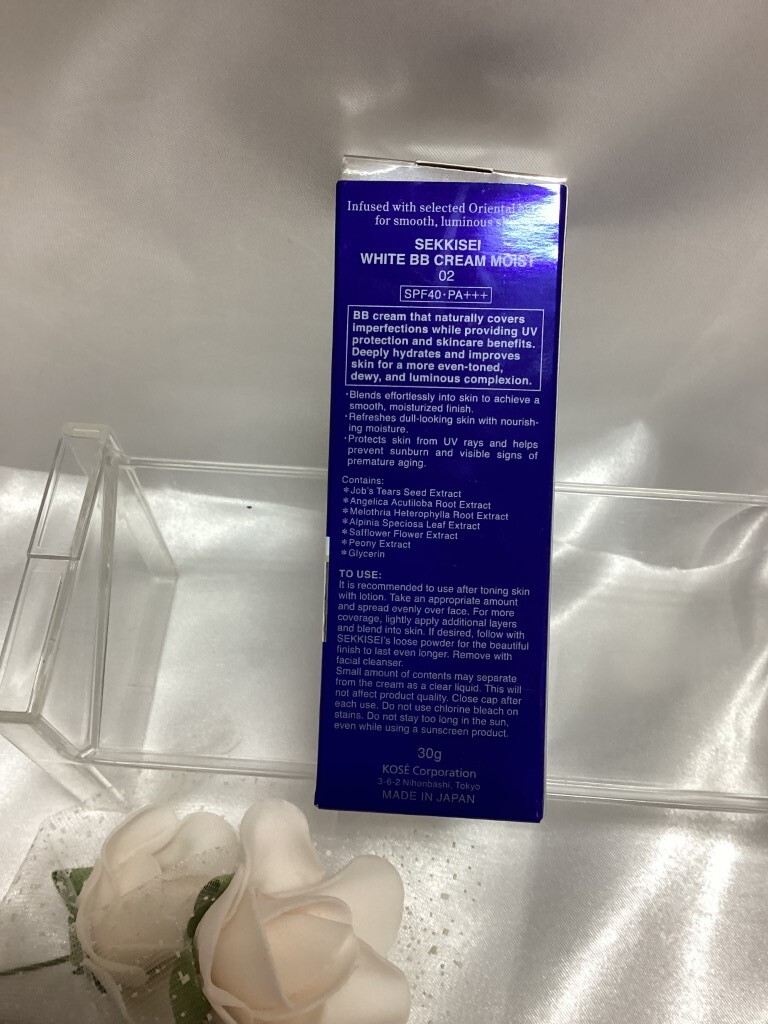 Infused with selected Oriental
for smooth, luminous
SEKKISEI
WHITE BB CREAM MOIST
02
SPF40·PA+++
BB cream that naturally covers
imperfections while providing UV
protection and skincare benefits.
Deeply hydrates and improves
skin for a more even-toned,
dewy, and luminous complexion.
·Blends effortlessly into skin to achieve a
smooth, moisturized finish.
·Refreshes dull-looking skin with nourish-
ing moisture.
·Protects skin from UV rays and helps
prevent sunburn and visible signs of
premature aging.
Contains:
*Job's Tears Seed Extract
*Angelica Acutiloba Root Extract
*Melothria Heterophylla Root Extract
*Alpinia Speciosa Leaf Extract
*Safflower Flower Extract
*Peony Extract
*Glycerin
TO USE:
It is recommended to use after toning skin
with lotion. Take an appropriate amount
and spread evenly over face. For more
coverage, lightly apply additional layers
and blend into skin. If desired, follow with
SEKKISEI's loose powder for the beautiful
finish to last even longer. Remove with
facial cleanser.
Small amount of contents may separate
from the cream as a clear liquid. This will
not affect product quality. Close cap after
each use. Do not use chlorine bleach on
stains. Do not stay too long in the sun,
even while using a sunscreen product.
30g
KOSÉ Corporation
3-6-2 Nihonbashi, Tokyo
MADE IN JAPAN